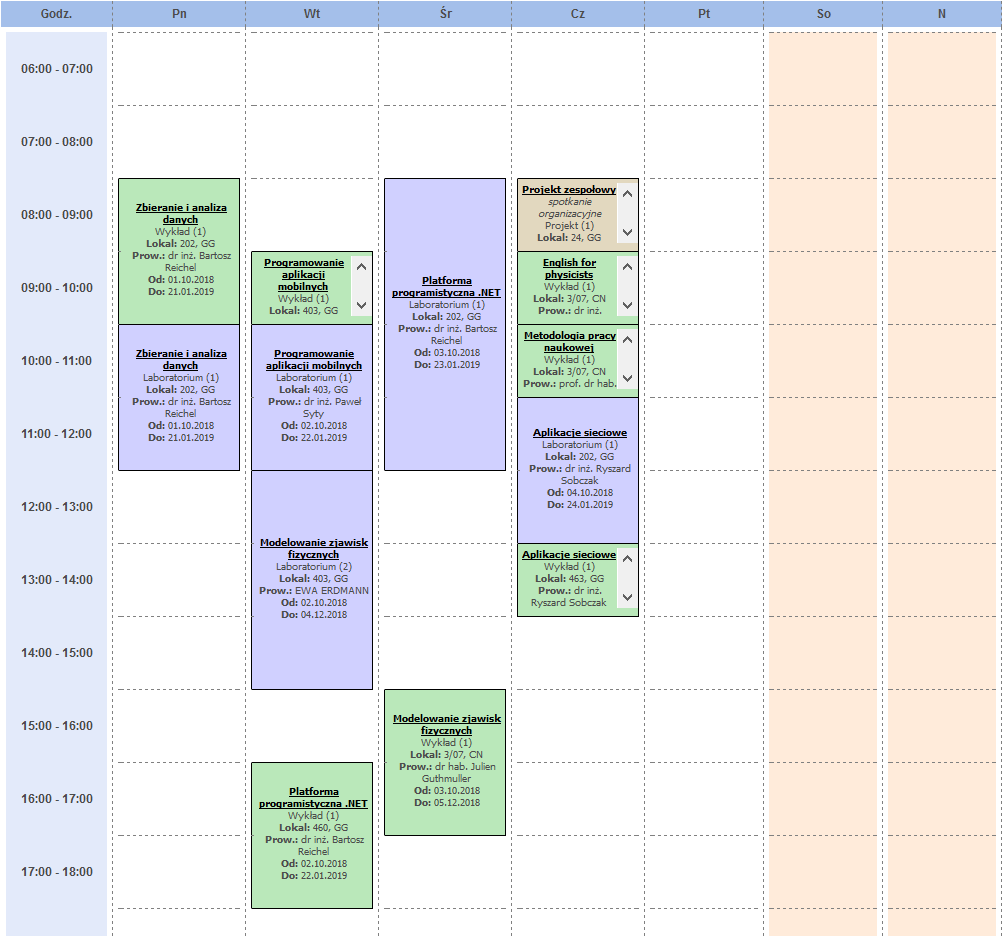 Godz.
Pn
Wt
Śr
Cz
Pt
So
N
06:00 - 07:00
07:00 - 08:00
08:00 - 09:00
09:00 - 10:00
10:00 - 11:00
11:00 - 12:00
12:00 - 13:00
13:00 - 14:00
14:00 - 15:00
15:00 - 16:00
16:00 - 17:00
17:00 - 18:00
Zbieranie i analiza
danych
Wykład (1)
Lokal: 202, GG
Prow.: dr inż. Bartosz
Reichel
Od: 01.10.2018
Do: 21.01.2019
Zbieranie i analiza
danych
Laboratorium (1)
Lokal: 202, GG
Prow.: dr inż. Bartosz
Reichel
Od: 01.10.2018
Do: 21.01.2019
Programowanie
aplikacji
mobilnych
Wykład (1)
Lokal: 403, GG
Programowanie
aplikacji mobilnych
Laboratorium (1)
Lokal: 403, GG
Prow.: dr inż. Paweł
Syty
Od: 02.10.2018
Do: 22.01.2019
Modelowanie zjawisk
fizycznych
Laboratorium (2)
Lokal: 403, GG
Prow.: EWA ERDMANN
Od: 02.10.2018
Do: 04.12.2018
Platforma
programistyczna .NET
Wykład (1)
Lokal: 460, GG
Prow.: dr inż. Bartosz
Reichel
Od: 02.10.2018
Do: 22.01.2019
Platforma
programistyczna .NET
Laboratorium (1)
Lokal: 202, GG
Prow.: dr inż. Bartosz
Reichel
Od: 03.10.2018
Do: 23.01.2019
Modelowanie zjawisk
fizycznych
Wykład (1)
Lokal: 3/07, CN
Prow.: dr hab. Julien
Guthmuller
Od: 03.10.2018
Do: 05.12.2018
Projekt zespołowy
spotkanie
organizacyjne
Projekt (1)
Lokal: 24, GG
English for
physicists
Wykład (1)
Lokal: 3/07, CN
Prow.: dr inż.
Metodologia pracy
naukowej
Wykład (1)
Lokal: 3/07, CN
Prow.: prof. dr hab.
Aplikacje sieciowe
Laboratorium (1)
Lokal: 202, GG
Prow.: dr inż. Ryszard
Sobczak
Od: 04.10.2018
Do: 24.01.2019
Aplikacje sieciowe
Wykład (1)
Lokal: 463, GG
Prow.: dr inż.
Ryszard Sobczak